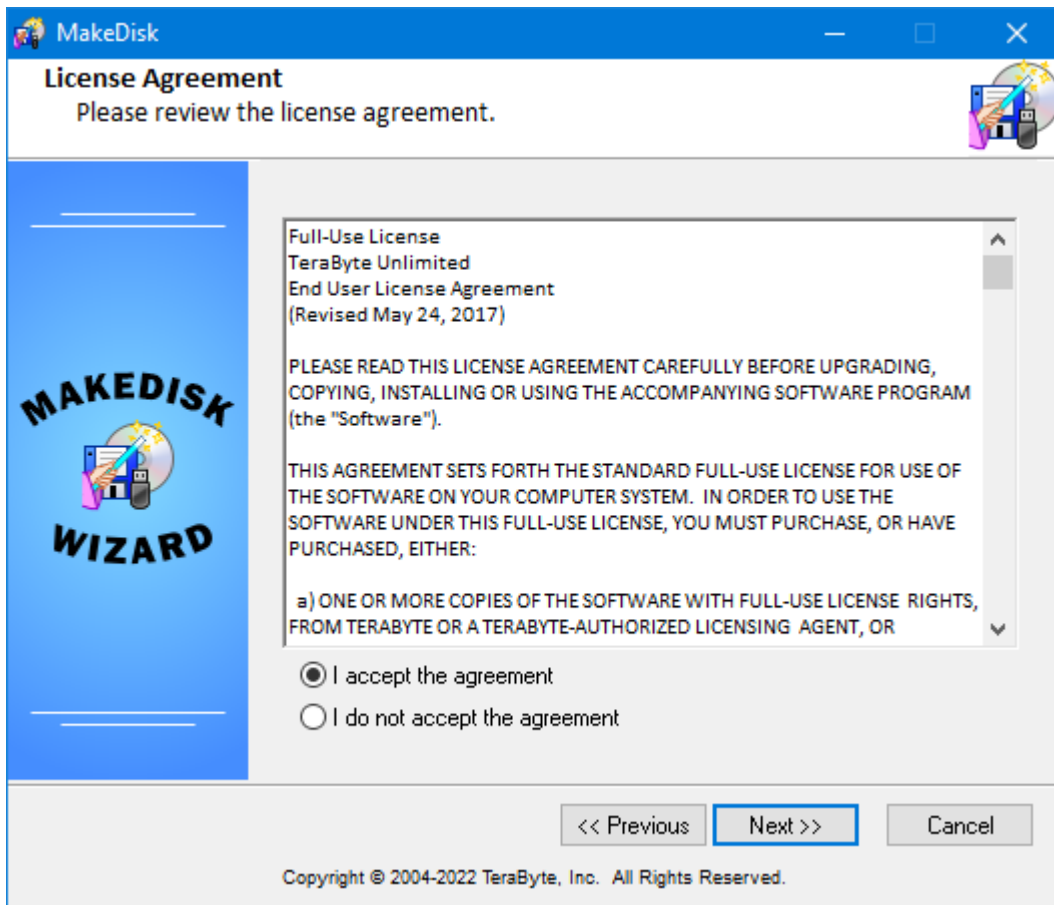 MakeDisk
License Agreement
Please review the license agreement.
MAKEDISK
WIZARD
Full-Use License
TeraByte Unlimited
End User License Agreement
(Revised May 24, 2017)
PLEASE READ THIS LICENSE AGREEMENT CAREFULLY BEFORE UPGRADING,
COPYING, INSTALLING OR USING THE ACCOMPANYING SOFTWARE PROGRAM
(the "Software").
THIS AGREEMENT SETS FORTH THE STANDARD FULL-USE LICENSE FOR USE OF
THE SOFTWARE ON YOUR COMPUTER SYSTEM.  IN ORDER TO USE THE
SOFTWARE UNDER THIS FULL-USE LICENSE, YOU MUST PURCHASE, OR HAVE
PURCHASED, EITHER:
a) ONE OR MORE COPIES OF THE SOFTWARE WITH FULL-USE LICENSE  RIGHTS,
FROM TERABYTE OR A TERABYTE-AUTHORIZED LICENSING  AGENT, OR
I accept the agreement
I do not accept the agreement
<< Previous
Next >>
Cancel
Copyright © 2004-2022 TeraByte, Inc.  All Rights Reserved.